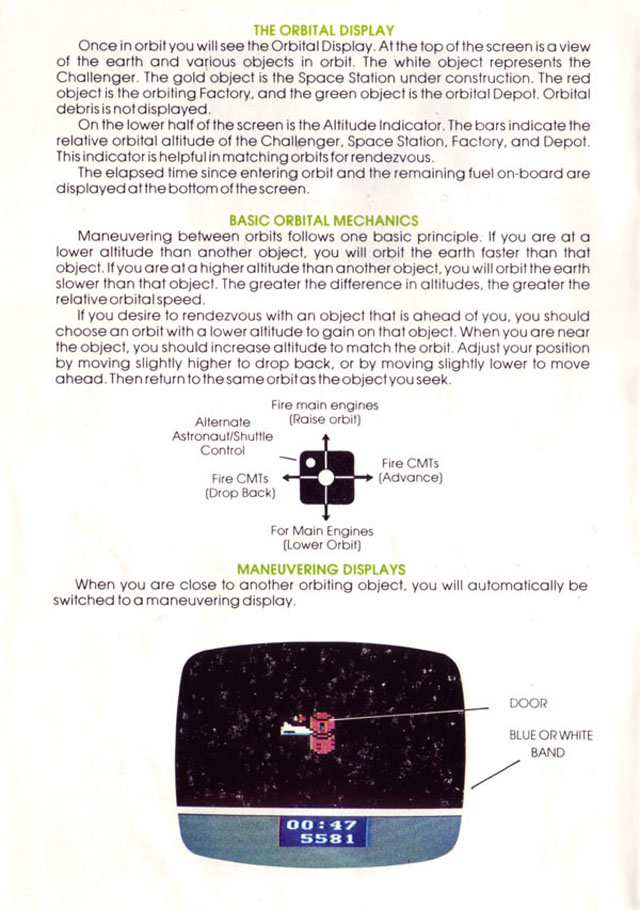 THE ORBITAL DISPLAY
Once in orbit you will see the Orbital Display. At the top of the screen is a view
of the earth and various objects in orbit. The white object represents the
Challenger. The gold object is the Space Station under construction. The red
object is the orbiting Factory, and the green object is the orbital Depot. Orbital
debris is not displayed.
On the lower half of the screen is the Altitude Indicator. The bars indicate the
relative orbital altitude of the Challenger, Space Station, Factory, and Depot.
This indicator is helpful in matching orbits for rendezvous.
The elapsed time since entering orbit and the remaining fuel on-board are
displayed at the bottom of the screen.
BASIC ORBITAL MECHANICS
Maneuvering between orbits follows one basic principle. If you are at a
lower altitude than another object, you will orbit the earth faster than that
object. If you are at a higher altitude than another object, you will orbit the earth
slower than that object. The greater the difference in altitudes, the greater the
relative orbital speed.
If you desire to rendezvous with an object that is ahead of you, you should
choose an orbit with a lower altitude to gain on that object. When you are near
the object, you should increase altitude to match the orbit. Adjust your position
by moving slightly higher to drop back, or by moving slightly lower to move
ahead. Then return to the same orbit as the object you seek.
Fire main engines
(Raise orbit)
Alternate
Astronaut/Shuttle
Control
Fire CMTs
(Drop Back)
Fire CMTs
(Advance)
For Main Engines
(Lower Orbit)
MANEUVERING DISPLAYS
When you are close to another orbiting object, you will automatically be
switched to a maneuvering display.
DOOR
BLUE OR WHITE
BAND
00:47
5581